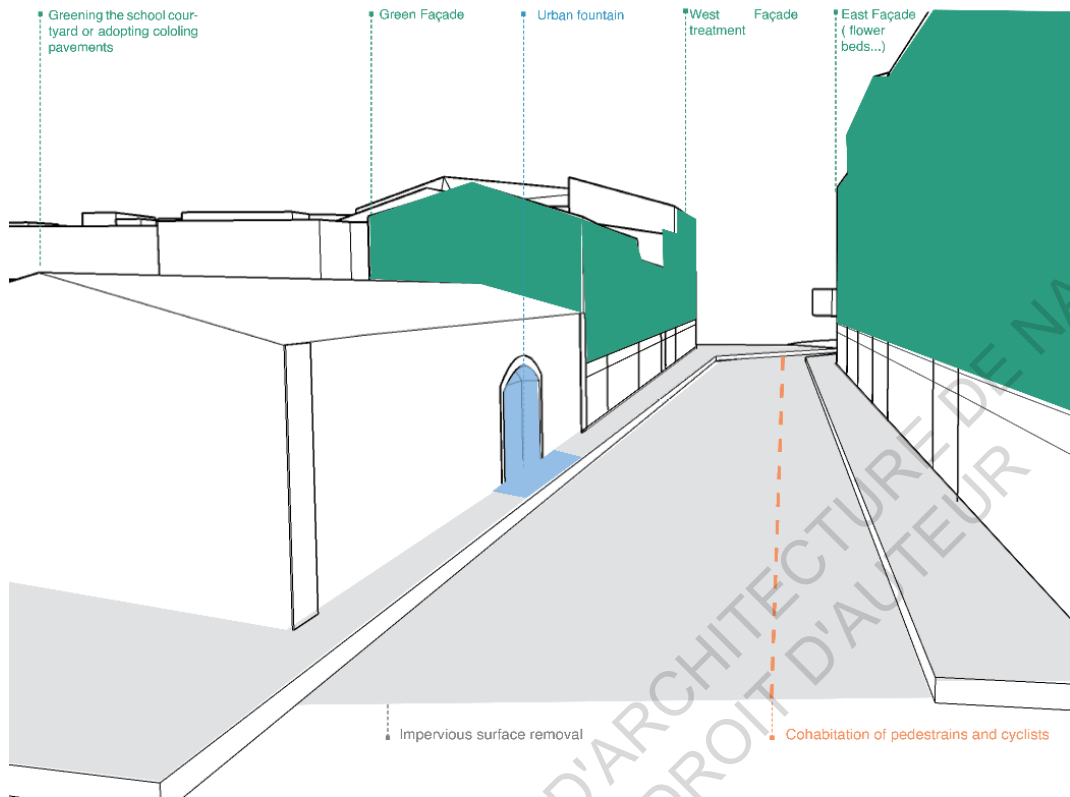 Greening the school cour-
tyard or adopting cololing
pavements
Green Façade
Urban fountain
West Façade
treatment
East Façade
( flower
beds...)
Impervious surface removal
Cohabitation of pedestrains and cyclists
D'ARCHITECTURE DE NA
DROIT D'AUTEUR